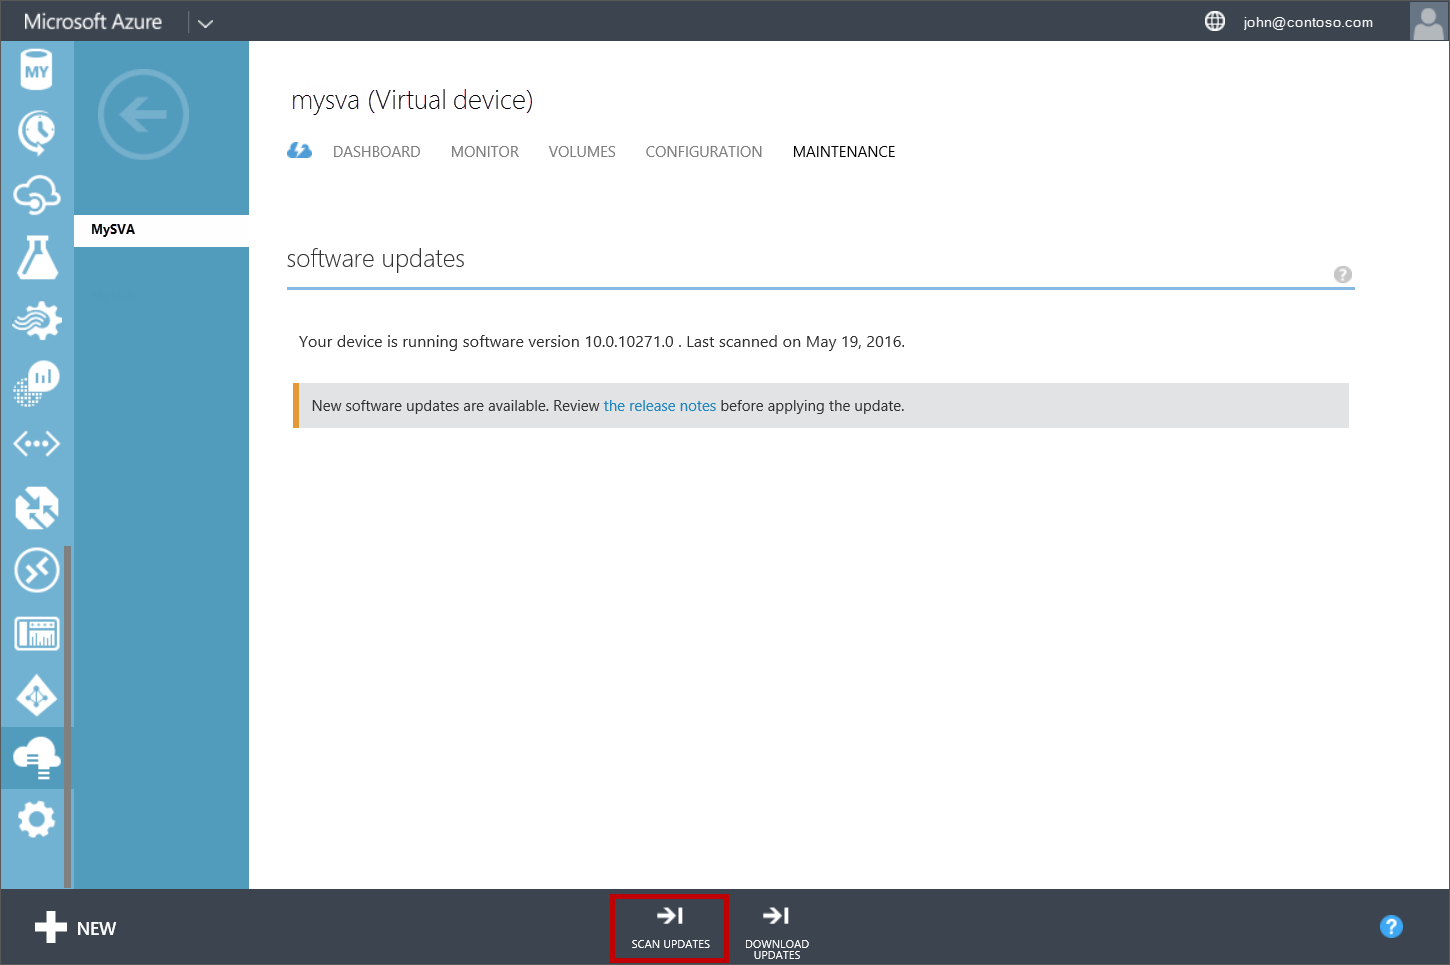 Microsoft Azure
john@contoso.com
MY
mysva (Virtual device)
DASHBOARD MONITOR VOLUMES CONFIGURATION MAINTENANCE
MySVA
software updates
?
Your device is running software version 10.0.10271.0 . Last scanned on May 19, 2016.
New software updates are available. Review the release notes before applying the update.
NEW
SCAN UPDATES
DOWNLOAD
UPDATES
?